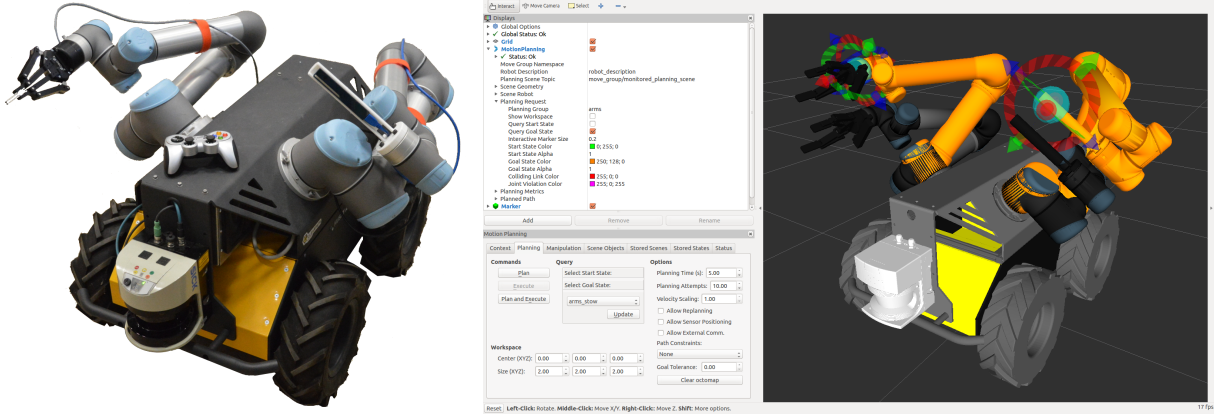 Interact Move Camera Select
Displays
Global Options
Global Status: Ok
Grid
MotionPlanning
Status: Ok
Move Group Namespace
Robot Description robot_description
Planning Scene Topic move_group/monitored_planning_scene
Scene Geometry
Scene Robot
Planning Request
Planning Group arms
Show Workspace
Query Start State
Query Goal State
Interactive Marker Size 0.2
Start State Color 0; 255; 0
Start State Alpha 1
Goal State Color 250; 128; 0
Goal State Alpha 1
Colliding Link Color 255; 0; 0
Joint Violation Color 255; 0; 255
Planning Metrics
Planned Path
Marker
Add Remove Rename
Motion Planning
Context Planning Manipulation Scene Objects Stored Scenes Stored States Status
Commands Query Options
Plan Select Start State: Planning Time (s): 5.00
Execute Select Goal State: Planning Attempts: 10.00
Plan and Execute arms_stow Velocity Scaling: 1.00
Update Allow Replanning
Allow Sensor Positioning
Allow External Comm.
Workspace Path Constraints:
Center (XYZ): 0.00 0.00 0.00 None
Size (XYZ): 2.00 2.00 2.00 Goal Tolerance: 0.00
Clear octomap
Reset Left-Click: Rotate. Middle-Click: Move X/Y. Right-Click: Move Z. Shift: More options. 17 fps